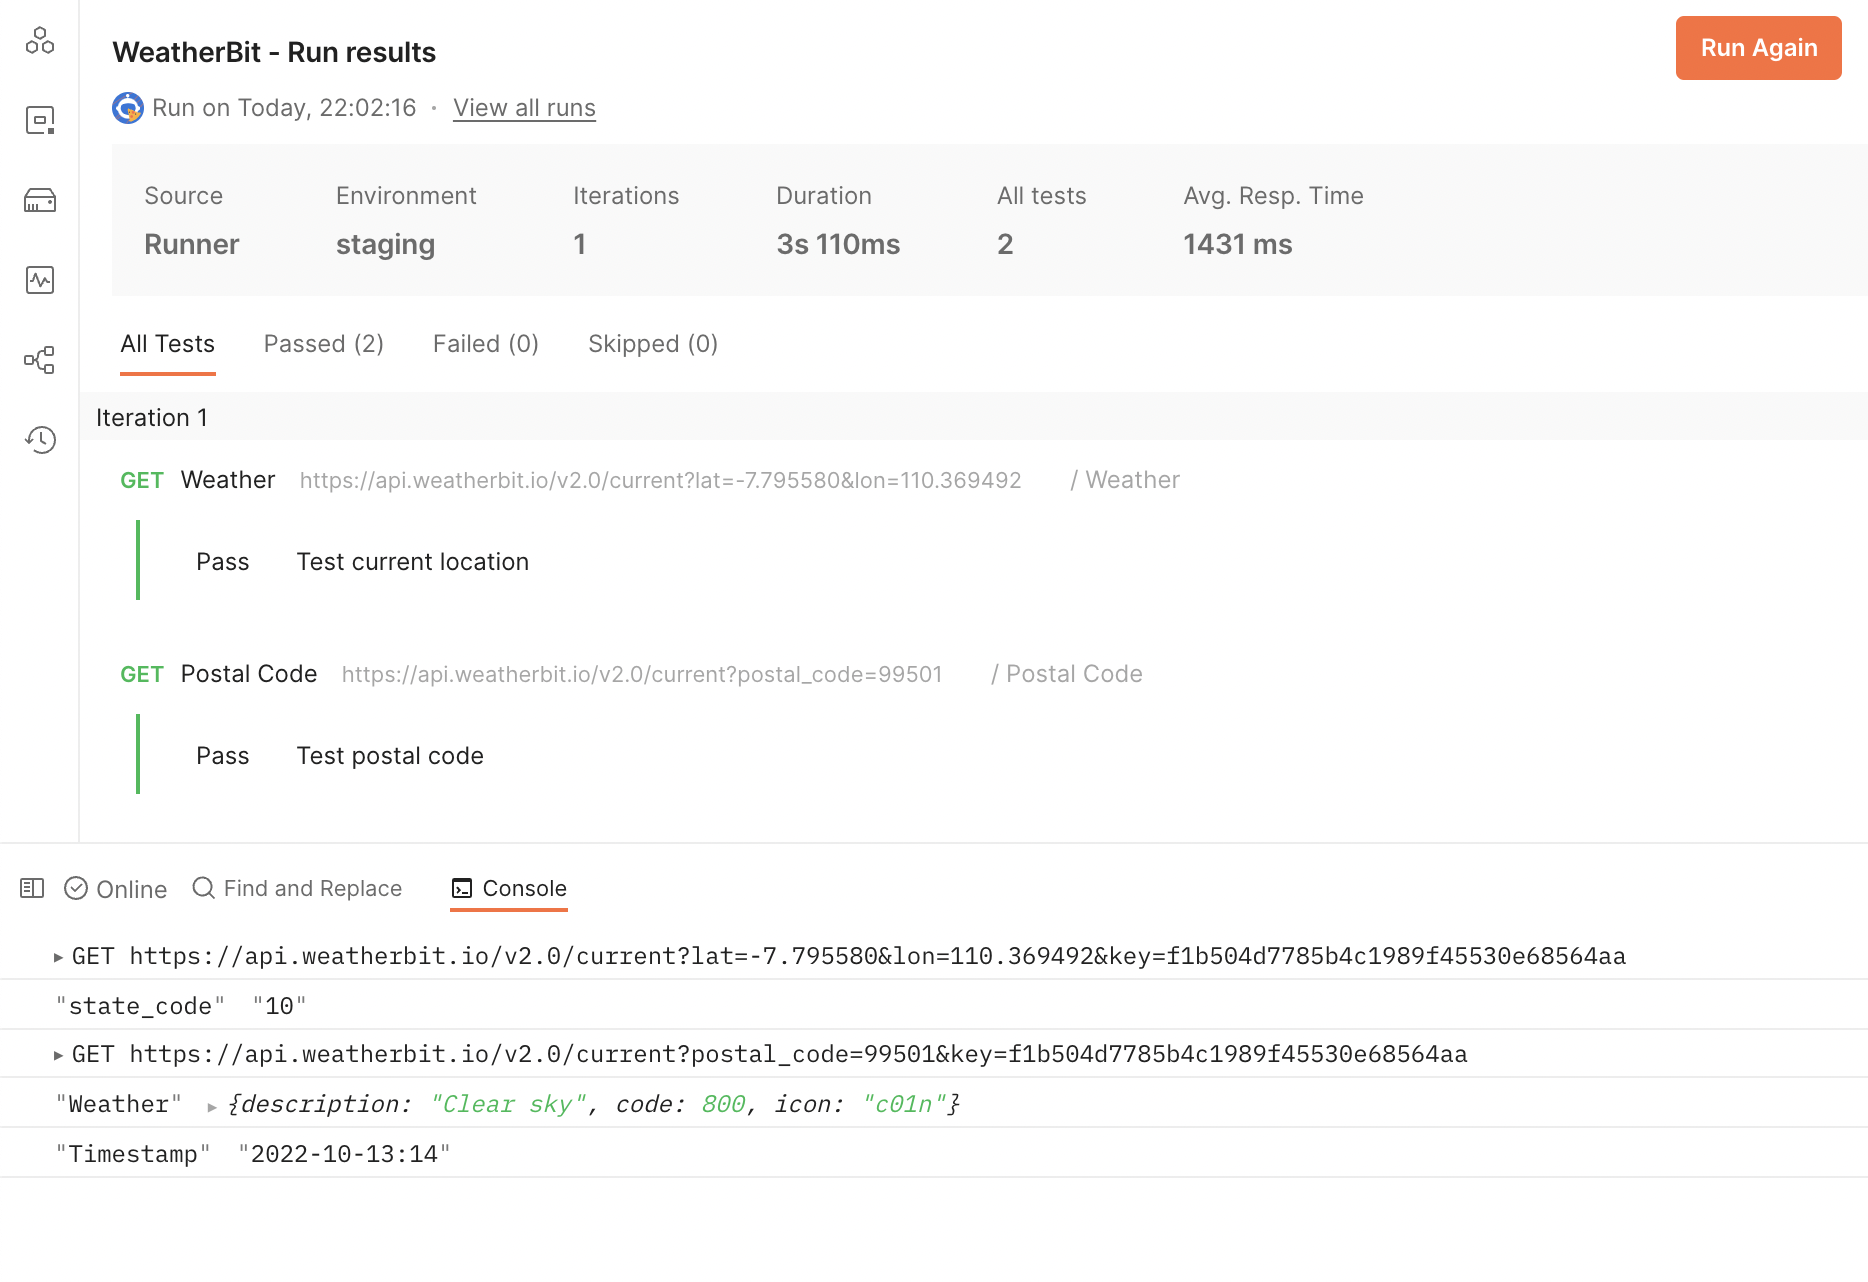 WeatherBit - Run results
Run Again
Run on Today, 22:02:16 · View all runs
Source Environment Iterations Duration All tests Avg. Resp. Time
Runner staging 1 3s 110ms 2 1431 ms
All Tests Passed (2) Failed (0) Skipped (0)
Iteration 1
GET Weather https://api.weatherbit.io/v2.0/current?lat=-7.795580&lon=110.369492 / Weather
Pass Test current location
GET Postal Code https://api.weatherbit.io/v2.0/current?postal_code=99501 / Postal Code
Pass Test postal code
Online Find and Replace Console
GET https://api.weatherbit.io/v2.0/current?lat=-7.795580&lon=110.369492&key=f1b504d7785b4c1989f45530e68564aa
"state_code" "10"
GET https://api.weatherbit.io/v2.0/current?postal_code=99501&key=f1b504d7785b4c1989f45530e68564aa
"Weather" {description: "Clear sky", code: 800, icon: "c01n"}
"Timestamp" "2022-10-13:14"